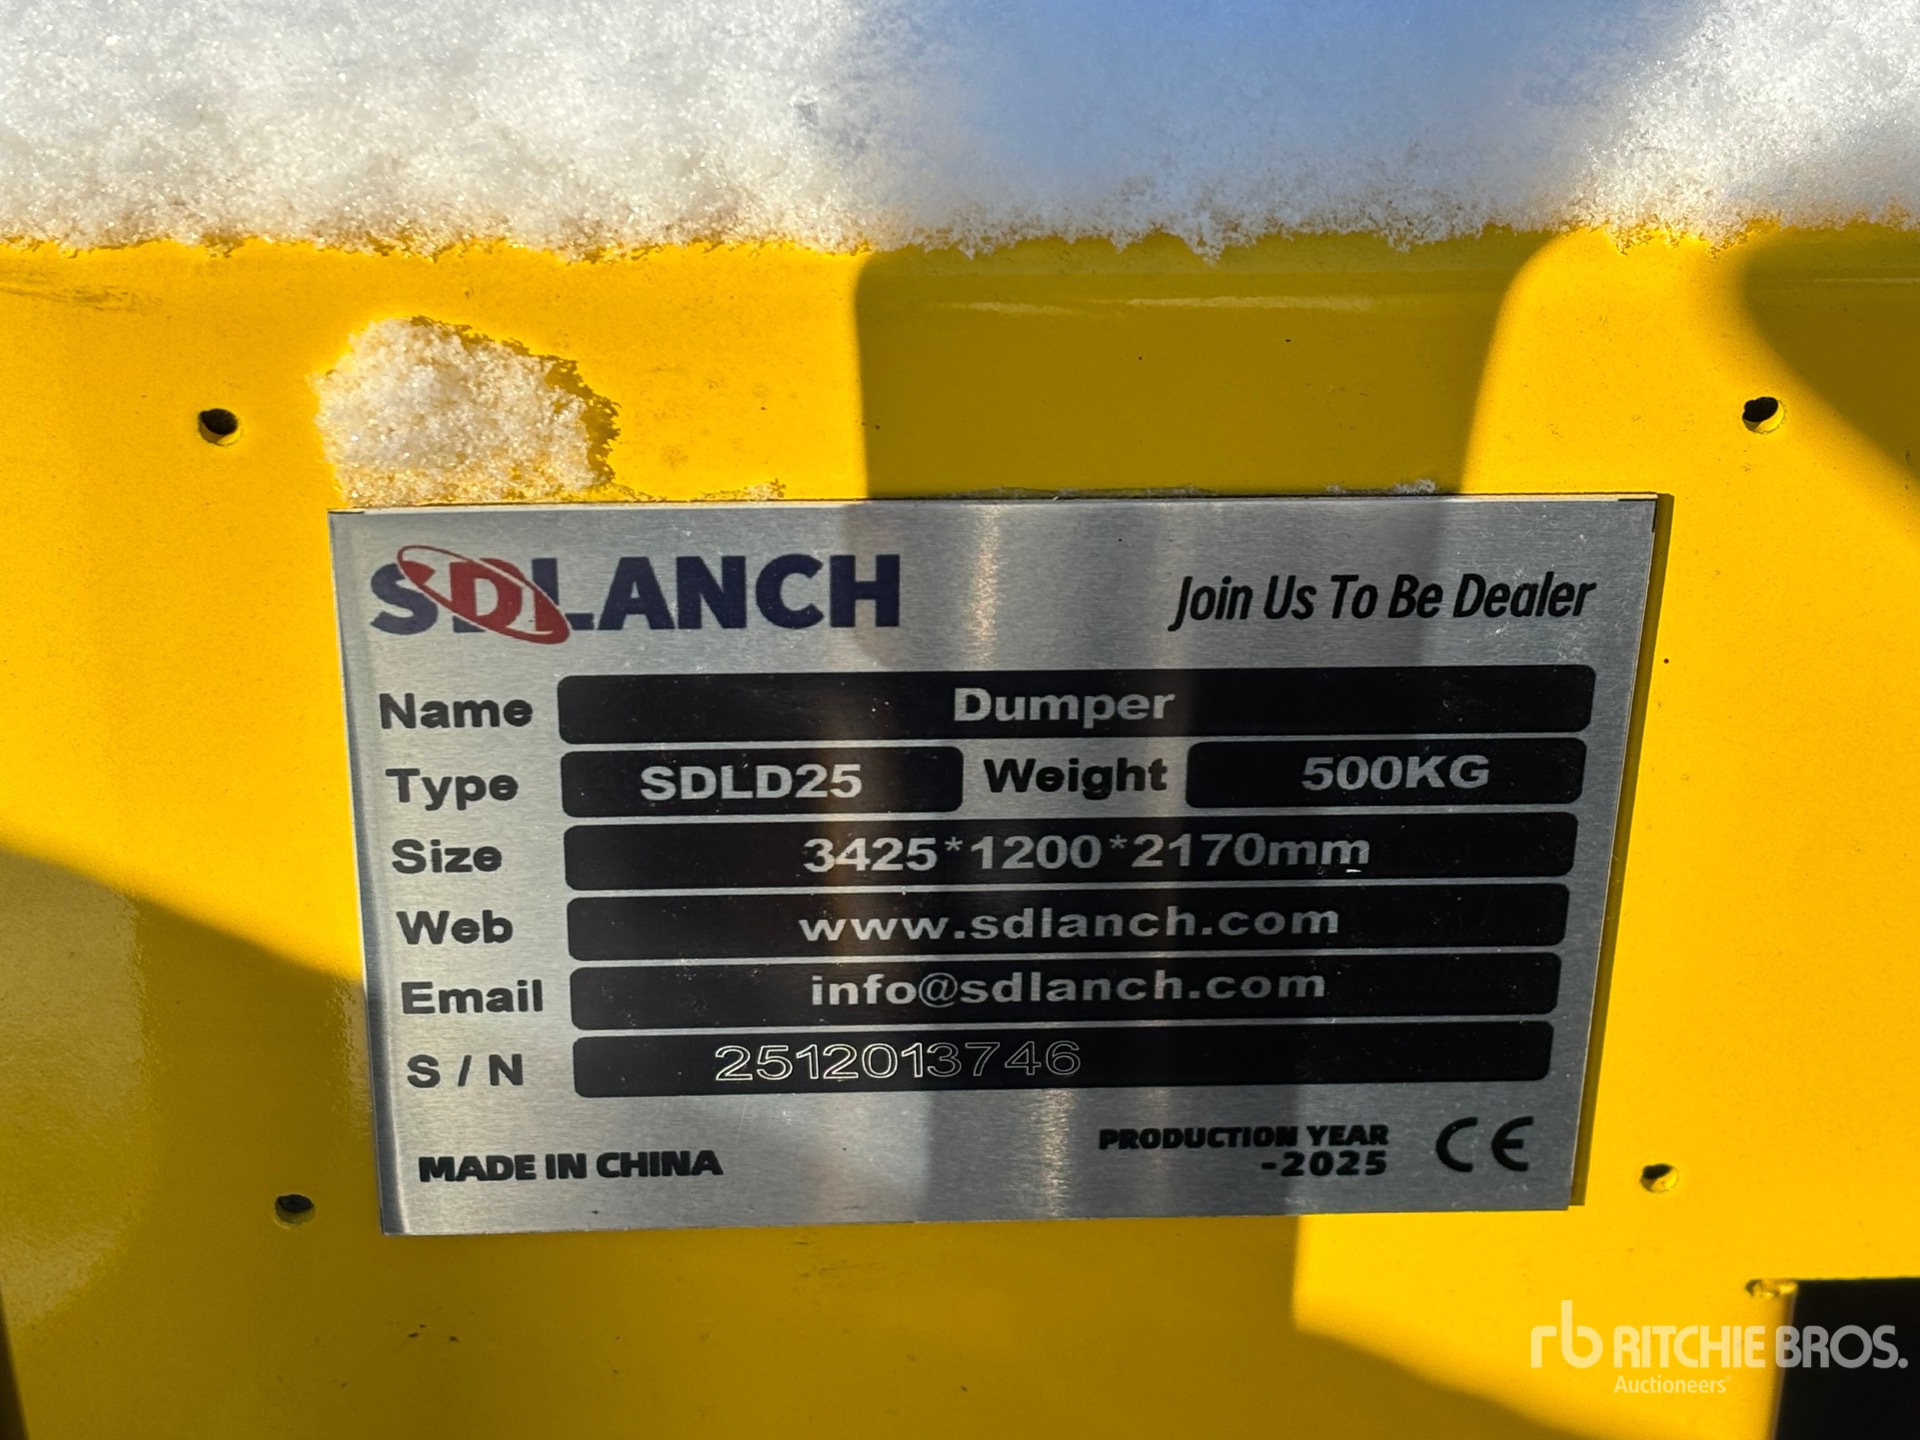 SDLANCH Join Us To Be Dealer
Name Dumper
Type SDLD25 Weight 500KG
Size 3425*1200*2170mm
Web www.sdlanch.com
Email info@sdlanch.com
S / N 2512013746
MADE IN CHINA PRODUCTION YEAR
-2025 CE
rb RITCHIE BROS.
Auctioneers